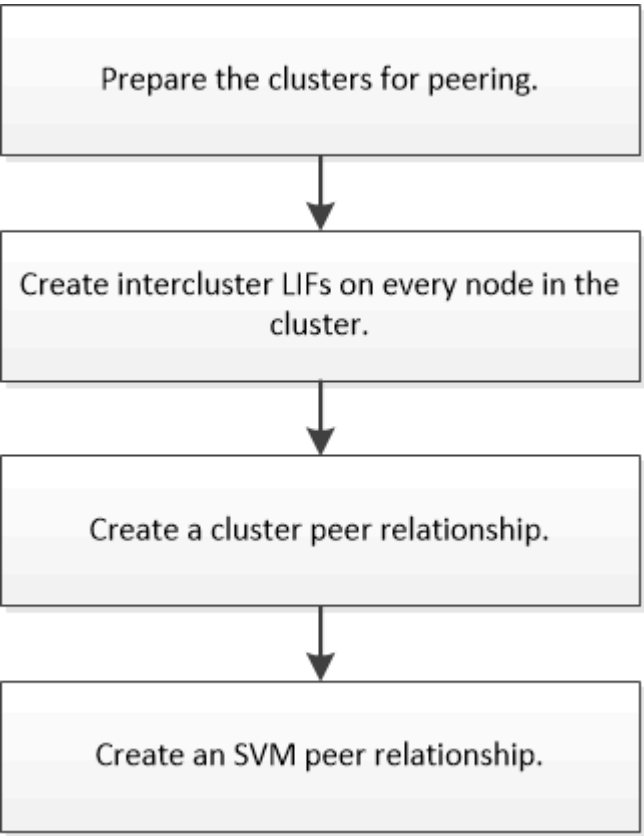 Prepare the clusters for peering.
Create intercluster LIFs on every node in the
cluster.
Create a cluster peer relationship.
Create an SVM peer relationship.